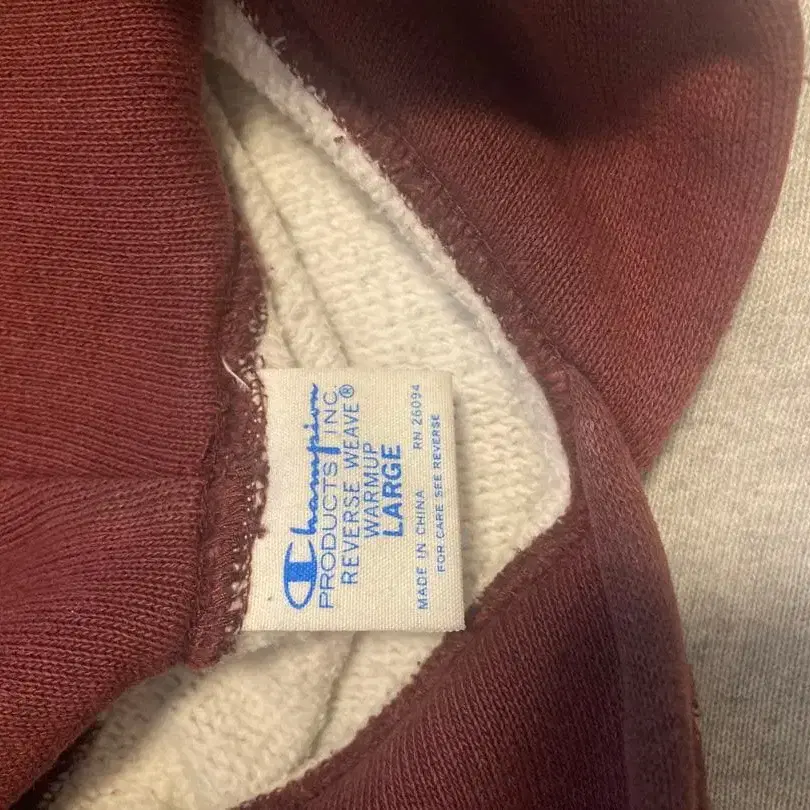 Champion
PRODUCTS INC.
REVERSE WEAVE®
WARMUP
LARGE
MADE IN CHINA RN 26094
FOR CARE SEE REVERSE